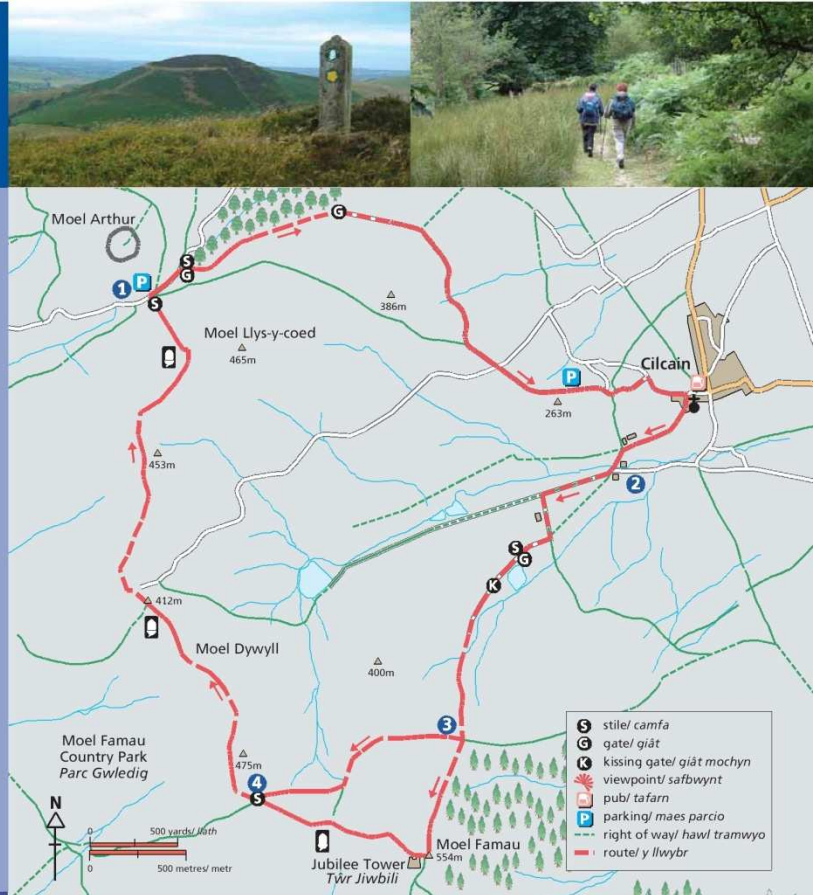 Moel Arthur
G
S
G
1
P
S
386m
Moel Llys-y-coed
465m
Cilcain
P
263m
453m
2
S
G
K
412m
Moel Dywyll
400m
3
Moel Famau
Country Park
Parc Gwledig
475m
4
S
N
0 500 yards/ llath
0 500 metres/ metr
Moel Famau
554m
Jubilee Tower
Tŵr Jiwbili
S stile/ camfa
G gate/ giât
K kissing gate/ giât mochyn
viewpoint/ safbwynt
pub/ tafarn
P parking/ maes parcio
right of way/ hawl tramwyo
route/ y llwybr